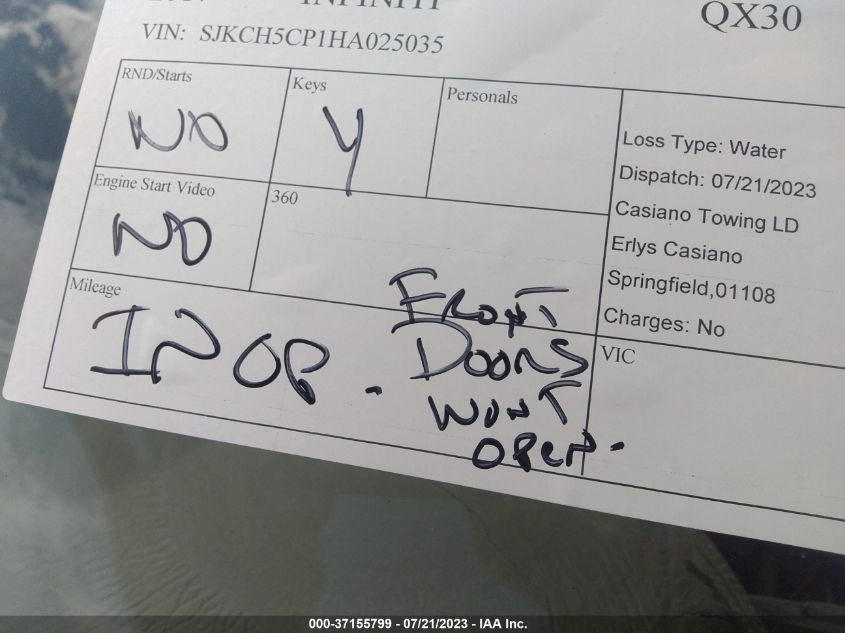 INFINITI
QX30
VIN: SJKCH5CP1HA025035
RND/Starts
NO
Keys
Y
Personals
Loss Type: Water
Dispatch: 07/21/2023
Casiano Towing LD
Erlys Casiano
Springfield,01108
Charges: No
Engine Start Video
NO
360
Mileage
INOP.
FRONT
DOORS
WONT
OPEN.
VIC
000-37155799 - 07/21/2023 - IAA Inc.